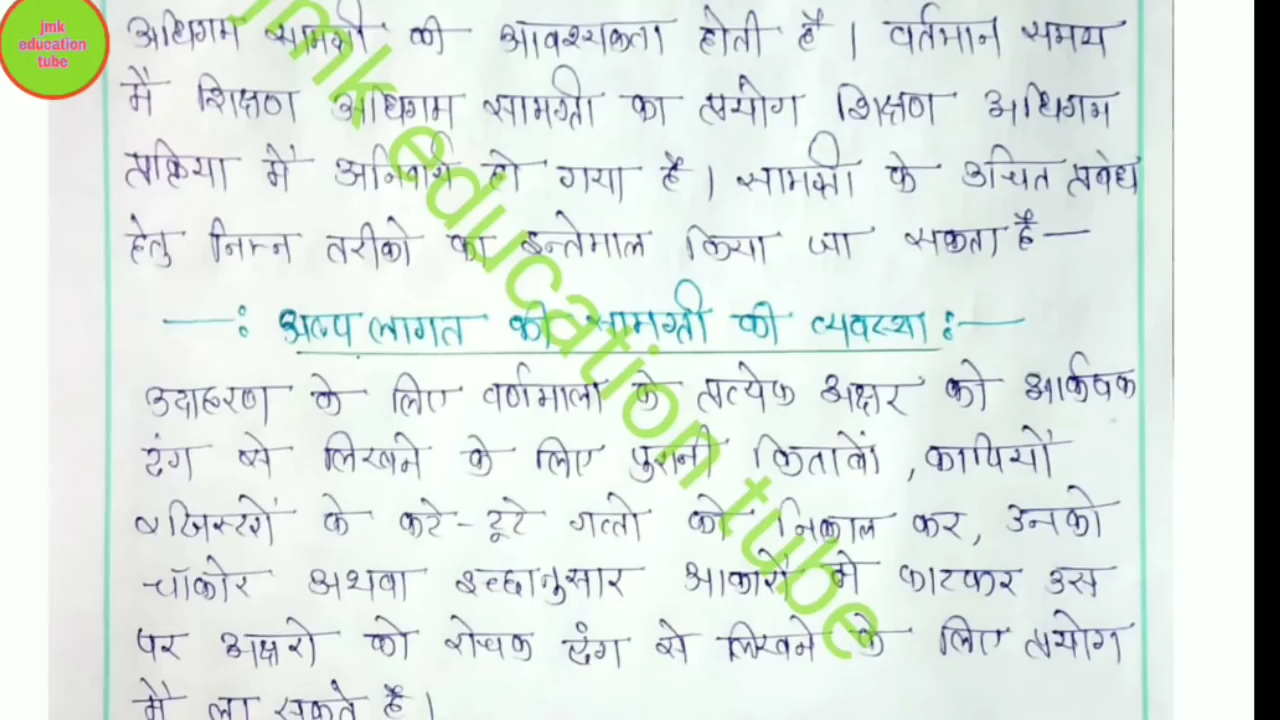 jmk
education
tube
अधिगम सामग्री की आवश्यकता होती है। वर्तमान समय
में शिक्षण अधिगम सामग्री का प्रयोग शिक्षण अधिगम
प्रक्रिया में अनिवार्य हो गया है। सामग्री के उचित प्रबंध
हेतु निम्न तरीको का इस्तेमाल किया जा सकता है—
—: अल्प लागत की सामग्री की व्यवस्था :—
उदाहरण के लिए वर्णमाला के प्रत्येक अक्षर को आर्कषक
ढंग से लिखने के लिए पुरानी किताबों, कापियों
व रजिस्टरों के कटे-टूटे गत्तो को निकाल कर, उनको
चॉकोर अथवा इच्छानुसार आकारों मे काटकर उस
पर अक्षरो को रोचक ढंग से लिखने के लिए प्रयोग
में ला सकते है।
jmk education tube